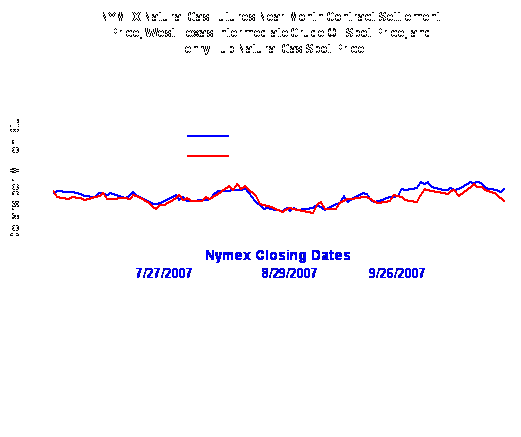 NYMEX Natural Gas Futures Near Month Contract Settlement
Price, West Texas Intermediate Crude Oil Spot Price, and
Henry Hub Natural Gas Spot Price
Nymex Closing Dates
7/27/2007 8/29/2007 9/26/2007